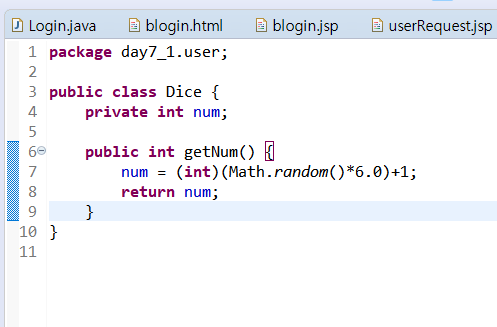 Login.java blogin.html blogin.jsp userRequest.jsp
1 package day7_1.user;
2
3 public class Dice {
4     private int num;
5
6     public int getNum() {
7         num = (int)(Math.random()*6.0)+1;
8         return num;
9     }
10 }
11